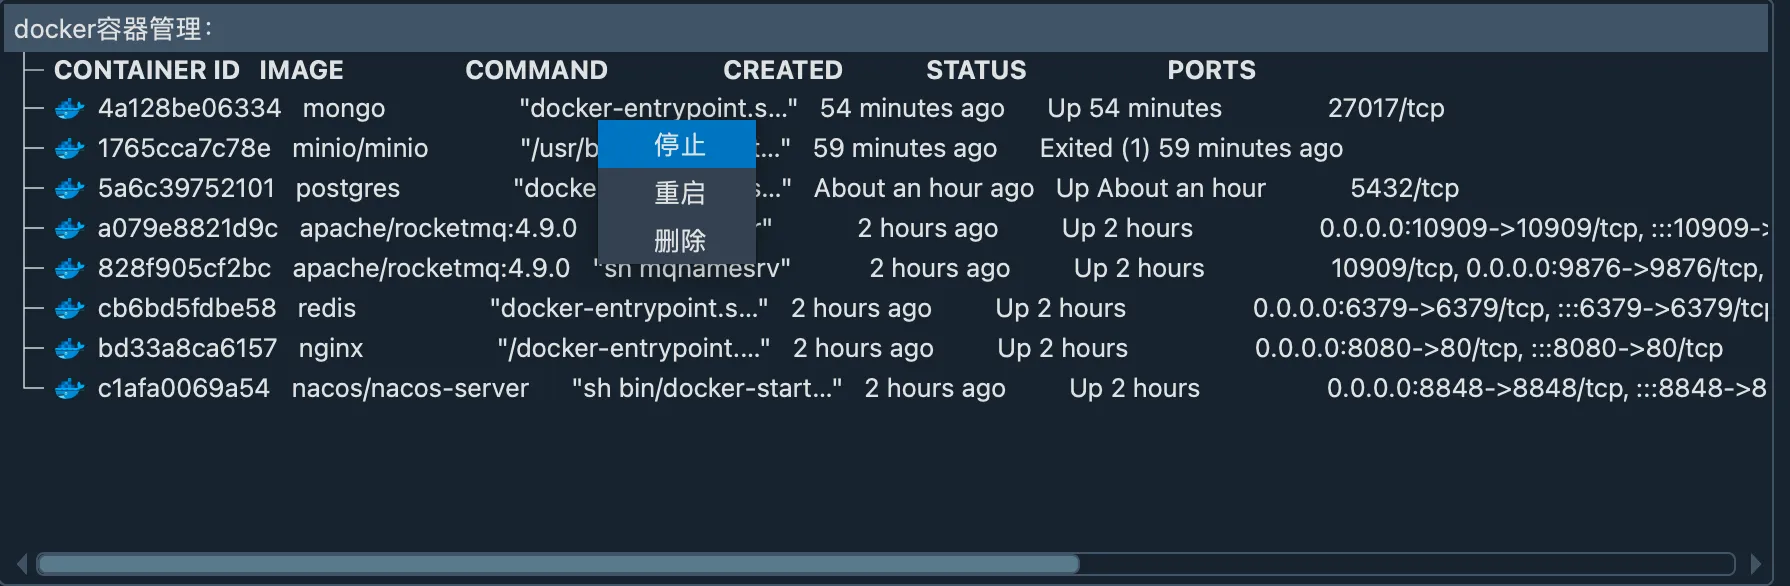 docker容器管理:
CONTAINER ID IMAGE COMMAND CREATED STATUS PORTS
4a128be06334 mongo "docker-entrypoint.s..." 54 minutes ago Up 54 minutes 27017/tcp
1765cca7c78e minio/minio "/usr/b t..." 59 minutes ago Exited (1) 59 minutes ago
停止
5a6c39752101 postgres "docke s..." About an hour ago Up About an hour 5432/tcp
重启
a079e8821d9c apache/rocketmq:4.9.0 " 2 hours ago Up 2 hours 0.0.0.0:10909->10909/tcp, :::10909->
删除
828f905cf2bc apache/rocketmq:4.9.0 "sh mqnamesrv" 2 hours ago Up 2 hours 10909/tcp, 0.0.0.0:9876->9876/tcp,
cb6bd5fdbe58 redis "docker-entrypoint.s..." 2 hours ago Up 2 hours 0.0.0.0:6379->6379/tcp, :::6379->6379/tcp
bd33a8ca6157 nginx "/docker-entrypoint...." 2 hours ago Up 2 hours 0.0.0.0:8080->80/tcp, :::8080->80/tcp
c1afa0069a54 nacos/nacos-server "sh bin/docker-start..." 2 hours ago Up 2 hours 0.0.0.0:8848->8848/tcp, :::8848->8